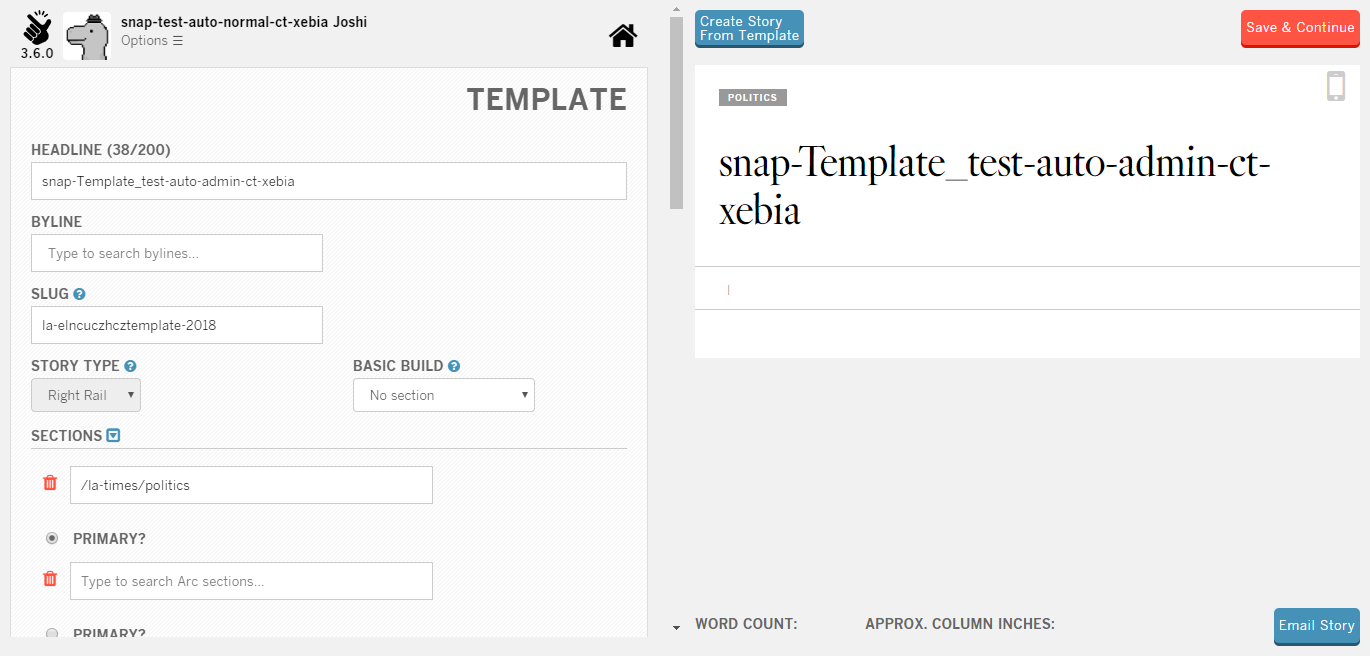 snap-test-auto-normal-ct-xebia Joshi
Options ☰
3.6.0
TEMPLATE
HEADLINE (38/200)
snap-Template_test-auto-admin-ct-xebia
BYLINE
Type to search bylines...
SLUG ?
la-elncuczhcztemplate-2018
STORY TYPE ?
BASIC BUILD ?
Right Rail
No section
SECTIONS
/la-times/politics
PRIMARY?
Type to search Arc sections...
PRIMARY?
Create Story
From Template
Save & Continue
POLITICS
snap-Template_test-auto-admin-ct-
xebia
WORD COUNT:
APPROX. COLUMN INCHES:
Email Story